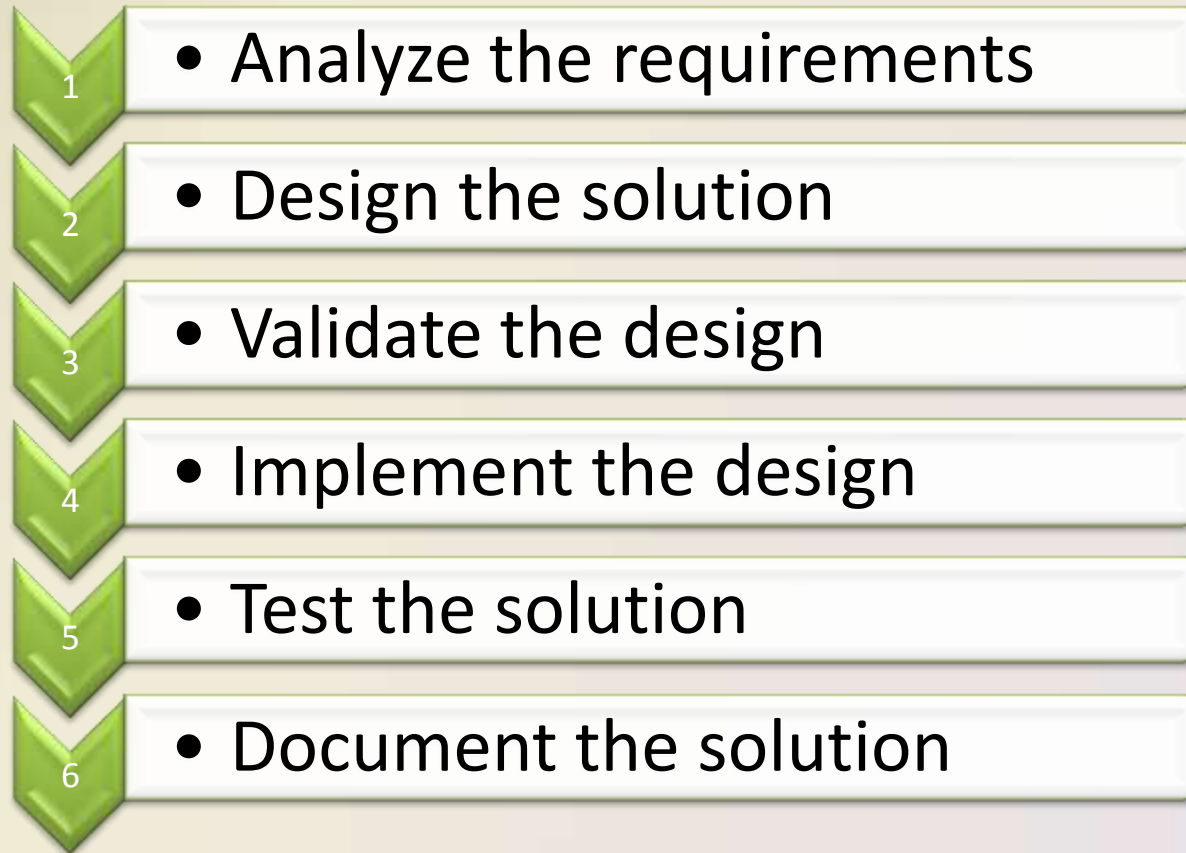 1 • Analyze the requirements
2 • Design the solution
3 • Validate the design
4 • Implement the design
5 • Test the solution
6 • Document the solution